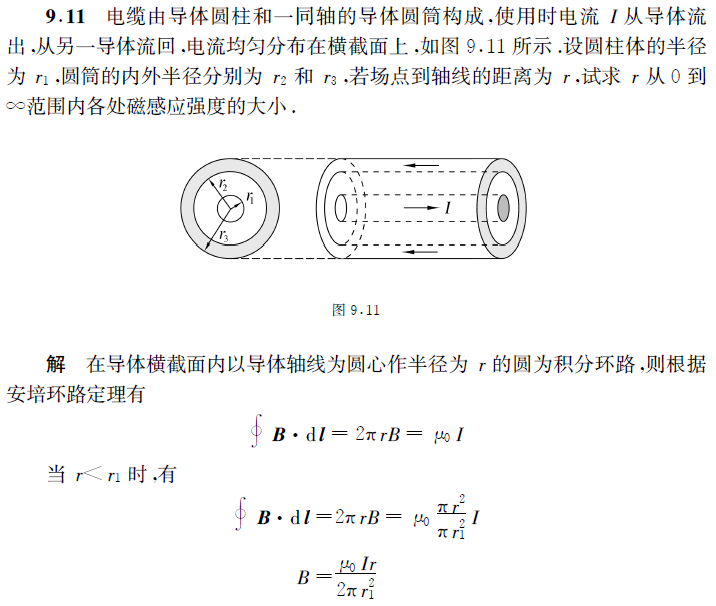 9.11 电缆由导体圆柱和一同轴的导体圆筒构成,使用时电流 I 从导体流
出,从另一导体流回,电流均匀分布在横截面上,如图 9.11 所示.设圆柱体的半径
为 r₁,圆筒的内外半径分别为 r₂ 和 r₃,若场点到轴线的距离为 r,试求 r 从 0 到
∞范围内各处磁感应强度的大小.
r₂
r₁
r₃
I
图 9.11
解 在导体横截面内以导体轴线为圆心作半径为 r 的圆为积分环路,则根据
安培环路定理有
∮ B·dl = 2πrB = μ₀ I
当 r< r₁ 时,有
∮ B·dl = 2πrB = μ₀ πr²/πr₁² I
B = μ₀ Ir/2πr₁²